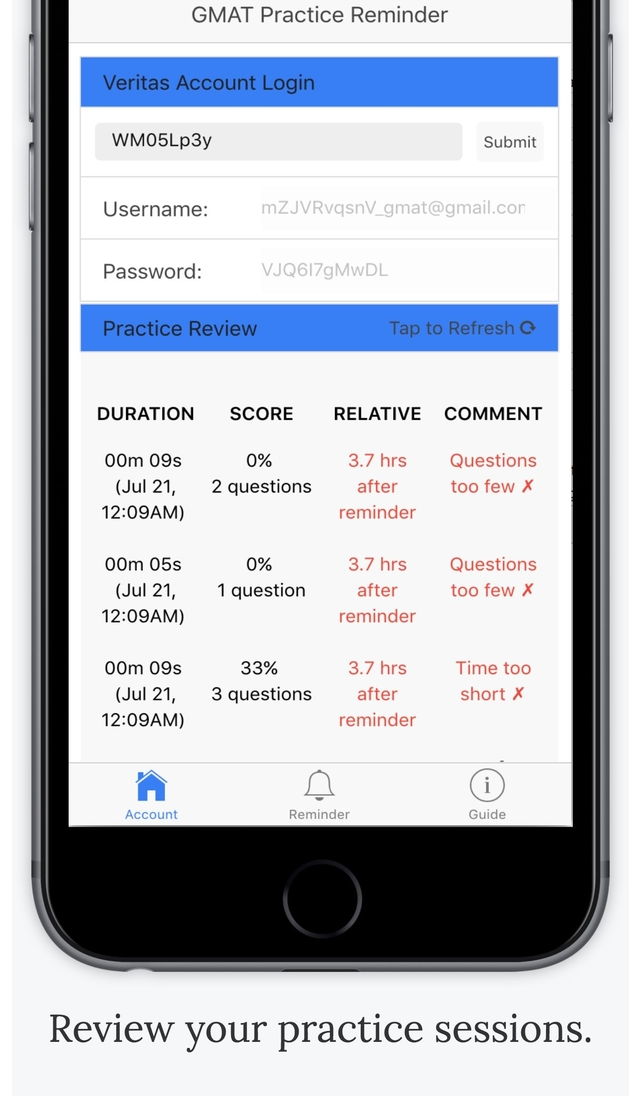 GMAT Practice Reminder
Veritas Account Login
WM05Lp3y Submit
Username: mZJVRvqsnV_gmat@gmail.com
Password: VJQ6I7gMwDL
Practice Review Tap to Refresh
DURATION SCORE RELATIVE COMMENT
00m 09s 0% 3.7 hrs Questions
(Jul 21, 2 questions after too few ✗
12:09AM) reminder
00m 05s 0% 3.7 hrs Questions
(Jul 21, 1 question after too few ✗
12:09AM) reminder
00m 09s 33% 3.7 hrs Time too
(Jul 21, 3 questions after short ✗
12:09AM) reminder
Account Reminder Guide
Review your practice sessions.